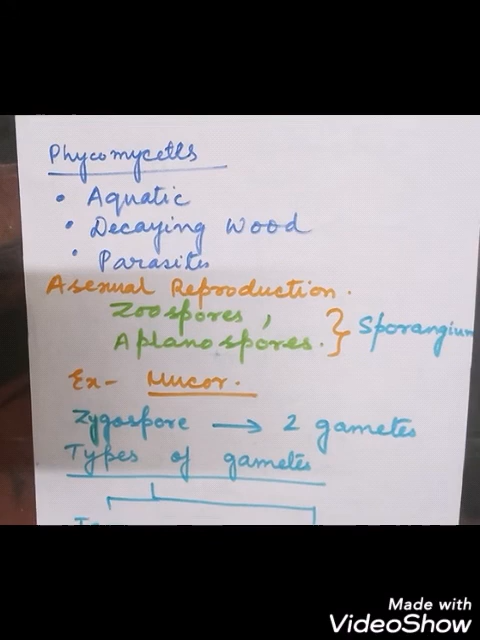 Phycomycetes
• Aquatic
• Decaying Wood
• Parasites
Asexual Reproduction.
Zoospores, } Sporangium
Aplanospores.
Ex- Mucor.
Zygospore → 2 gametes
Types of gametes
Made with
VideoShow